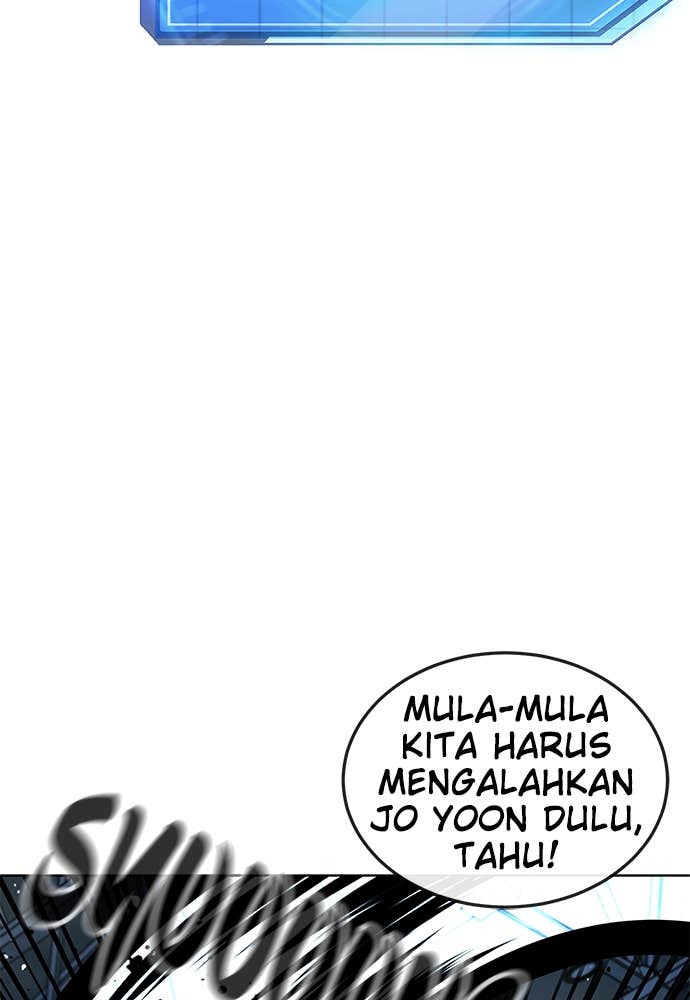 MULA-MULA
KITA HARUS
MENGALAHKAN
JO YOON DULU,
TAHU!